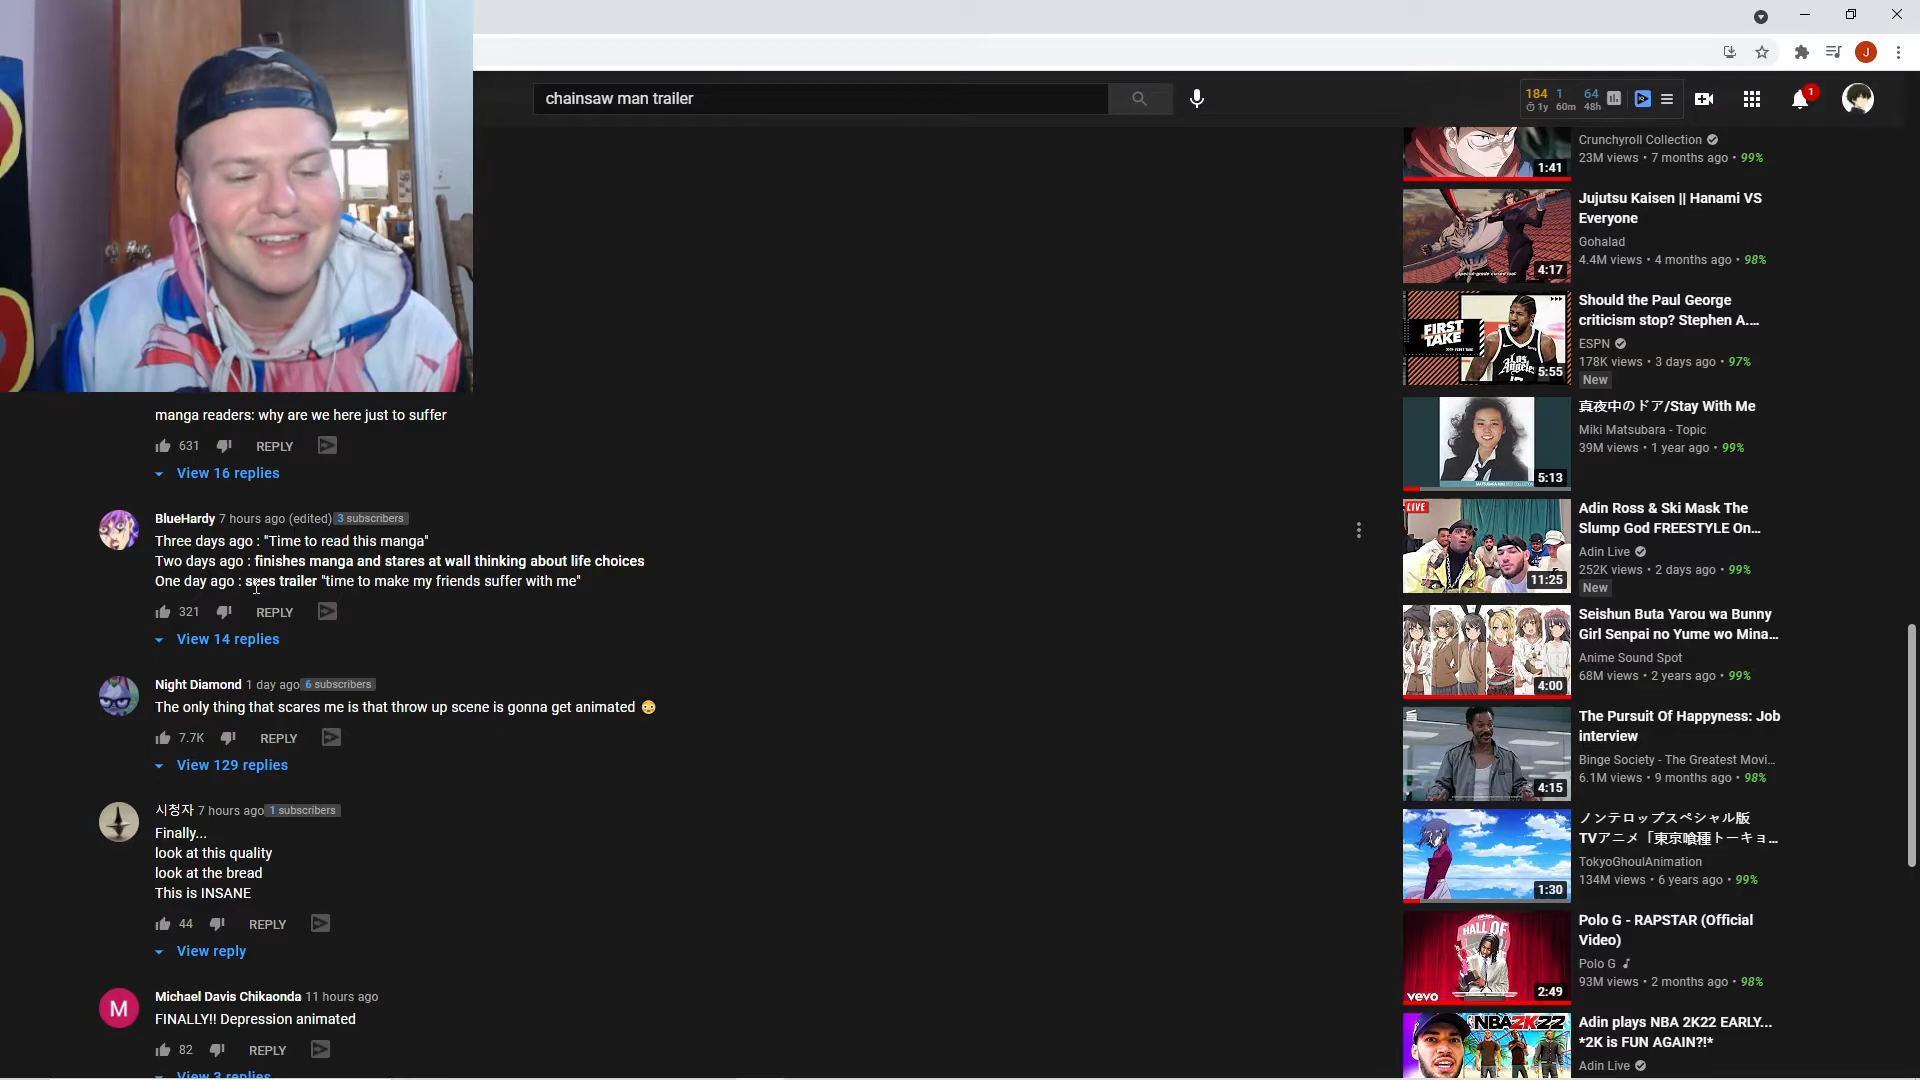 chainsaw man trailer
184 1 64
1y 60m 48h
J
1
Crunchyroll Collection
23M views • 7 months ago • 99%
1:41
Jujutsu Kaisen || Hanami VS
Everyone
Gohalad
4.4M views • 4 months ago • 98%
4:17
Should the Paul George
criticism stop? Stephen A....
ESPN
178K views • 3 days ago • 97%
New
FIRST
TAKE
5:55
真夜中のドア/Stay With Me
Miki Matsubara - Topic
39M views • 1 year ago • 99%
5:13
LIVE
Adin Ross & Ski Mask The
Slump God FREESTYLE On...
Adin Live
252K views • 2 days ago • 99%
New
11:25
Seishun Buta Yarou wa Bunny
Girl Senpai no Yume wo Mina...
Anime Sound Spot
68M views • 2 years ago • 99%
4:00
The Pursuit Of Happyness: Job
interview
Binge Society - The Greatest Movi...
6.1M views • 9 months ago • 98%
4:15
ノンテロップスペシャル版
TVアニメ「東京喰種トーキョ...
TokyoGhoulAnimation
134M views • 6 years ago • 99%
1:30
Polo G - RAPSTAR (Official
Video)
Polo G
93M views • 2 months ago • 98%
HALL OF
vevo
2:49
Adin plays NBA 2K22 EARLY...
*2K is FUN AGAIN?!*
Adin Live
NBA2K22
manga readers: why are we here just to suffer
631 REPLY
View 16 replies
BlueHardy 7 hours ago (edited) 3 subscribers
Three days ago : "Time to read this manga"
Two days ago : finishes manga and stares at wall thinking about life choices
One day ago : sees trailer "time to make my friends suffer with me"
321 REPLY
View 14 replies
Night Diamond 1 day ago 6 subscribers
The only thing that scares me is that throw up scene is gonna get animated 😳
7.7K REPLY
View 129 replies
시청자 7 hours ago 1 subscribers
Finally...
look at this quality
look at the bread
This is INSANE
44 REPLY
View reply
M
Michael Davis Chikaonda 11 hours ago
FINALLY!! Depression animated
82 REPLY
View 3 replies